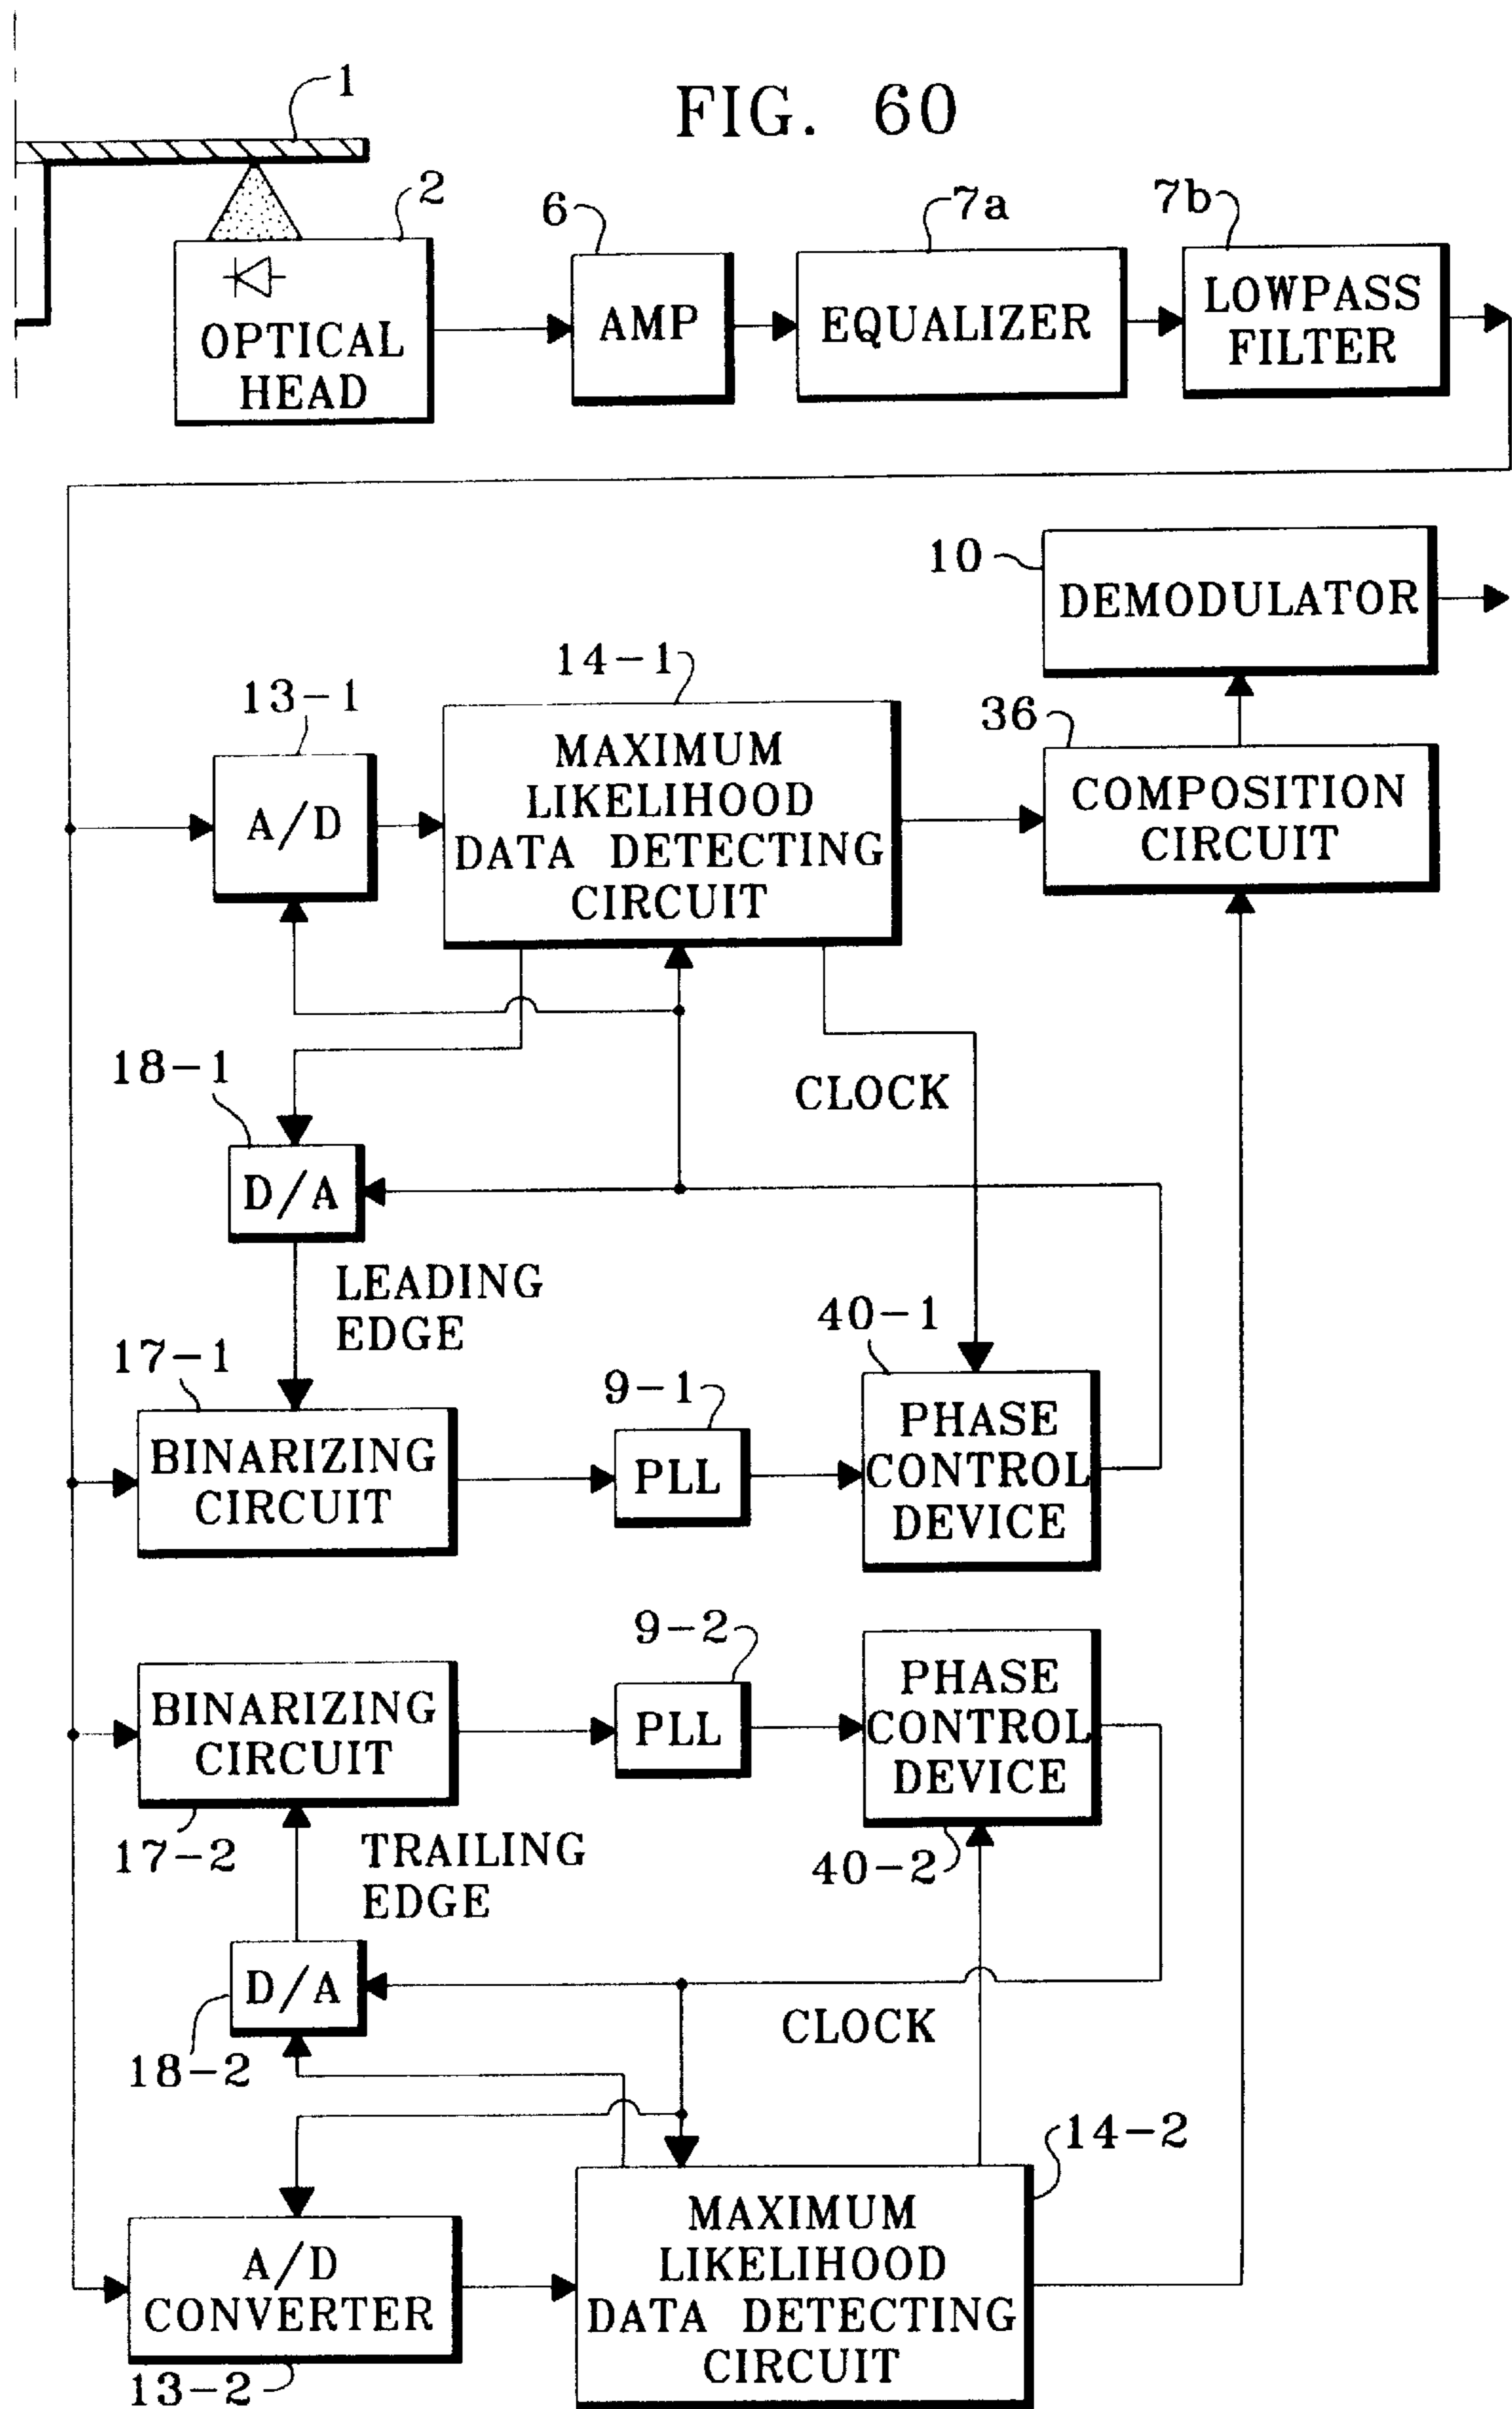 FIG. 60
1
2
6
7a
7b
OPTICAL
HEAD
AMP
EQUALIZER
LOWPASS
FILTER
10
DEMODULATOR
13-1
14-1
36
A/D
MAXIMUM
LIKELIHOOD
DATA DETECTING
CIRCUIT
COMPOSITION
CIRCUIT
18-1
CLOCK
D/A
LEADING
EDGE
17-1
9-1
40-1
BINARIZING
CIRCUIT
PLL
PHASE
CONTROL
DEVICE
9-2
BINARIZING
CIRCUIT
PLL
PHASE
CONTROL
DEVICE
17-2
TRAILING
EDGE
40-2
D/A
18-2
CLOCK
14-2
A/D
CONVERTER
13-2
MAXIMUM
LIKELIHOOD
DATA DETECTING
CIRCUIT